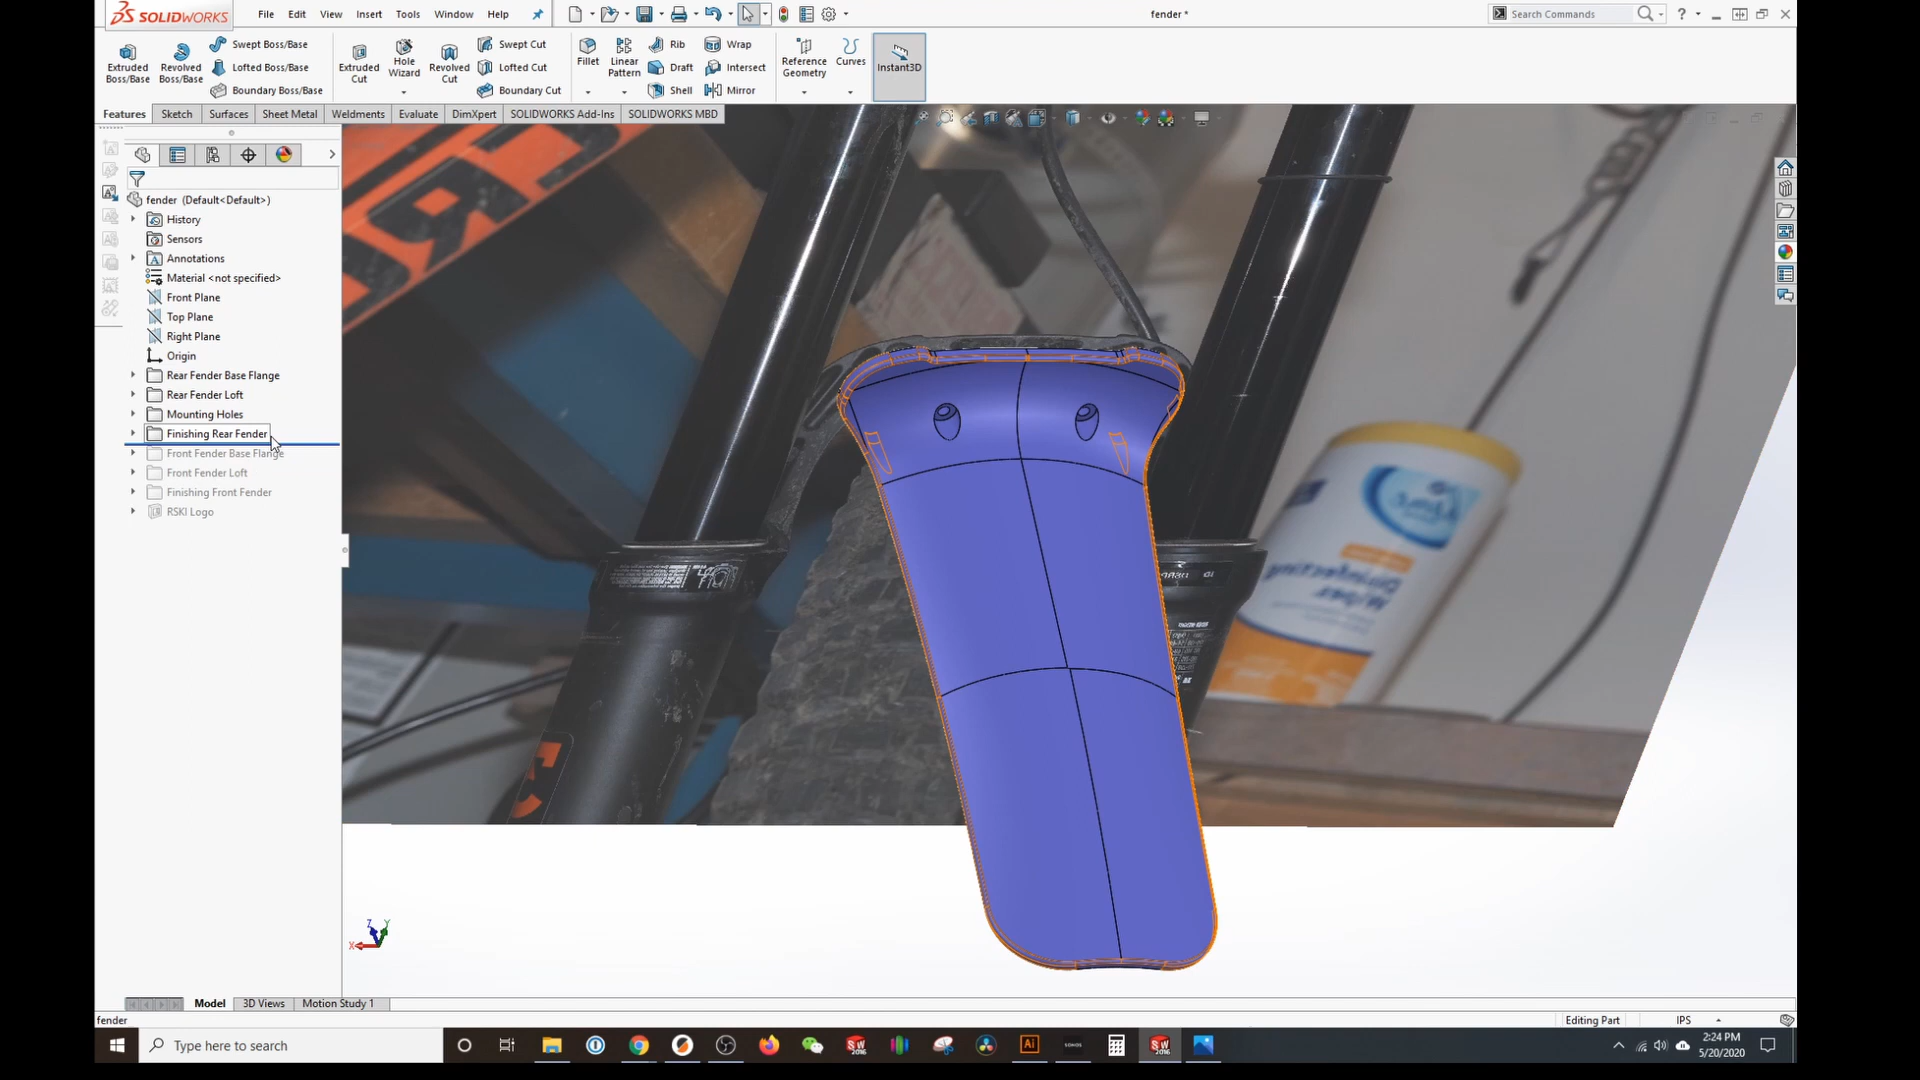 SOLIDWORKS
File
Edit
View
Insert
Tools
Window
Help
fender *
Search Commands
Extruded Boss/Base
Revolved Boss/Base
Swept Boss/Base
Lofted Boss/Base
Boundary Boss/Base
Extruded Cut
Hole Wizard
Revolved Cut
Swept Cut
Lofted Cut
Boundary Cut
Fillet
Linear Pattern
Rib
Draft
Shell
Wrap
Intersect
Mirror
Reference Geometry
Curves
Instant3D
Features
Sketch
Surfaces
Sheet Metal
Weldments
Evaluate
DimXpert
SOLIDWORKS Add-Ins
SOLIDWORKS MBD
fender (Default<Default>)
History
Sensors
Annotations
Material <not specified>
Front Plane
Top Plane
Right Plane
Origin
Rear Fender Base Flange
Rear Fender Loft
Mounting Holes
Finishing Rear Fender
Front Fender Base Flange
Front Fender Loft
Finishing Front Fender
RSKI Logo
Z
Y
X
Model
3D Views
Motion Study 1
fender
Editing Part
IPS
Type here to search
SW
2016
Ai
SONOS
SW
2016
2:24 PM
5/20/2020